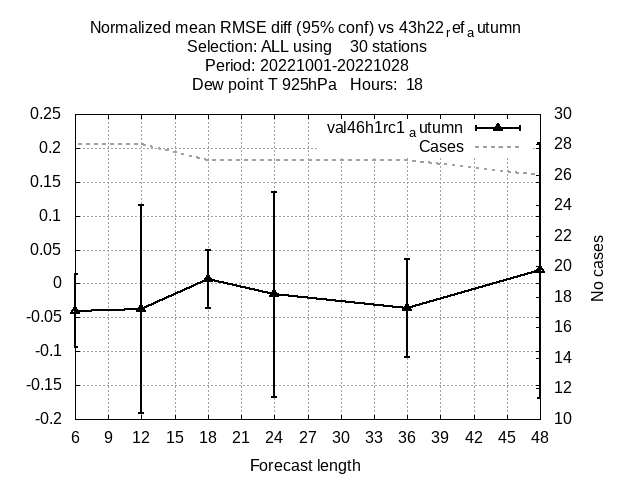 Normalized mean RMSE diff (95% conf) vs 43h22refautumn
Selection: ALL using 30 stations
Period: 20221001-20221028
Dew point T 925hPa Hours: 18
val46h1rc1autumn
Cases
0.25
0.2
0.15
0.1
0.05
0
-0.05
-0.1
-0.15
-0.2
30
28
26
24
22
20
18
16
14
12
10
No cases
6 9 12 15 18 21 24 27 30 33 36 39 42 45 48
Forecast length